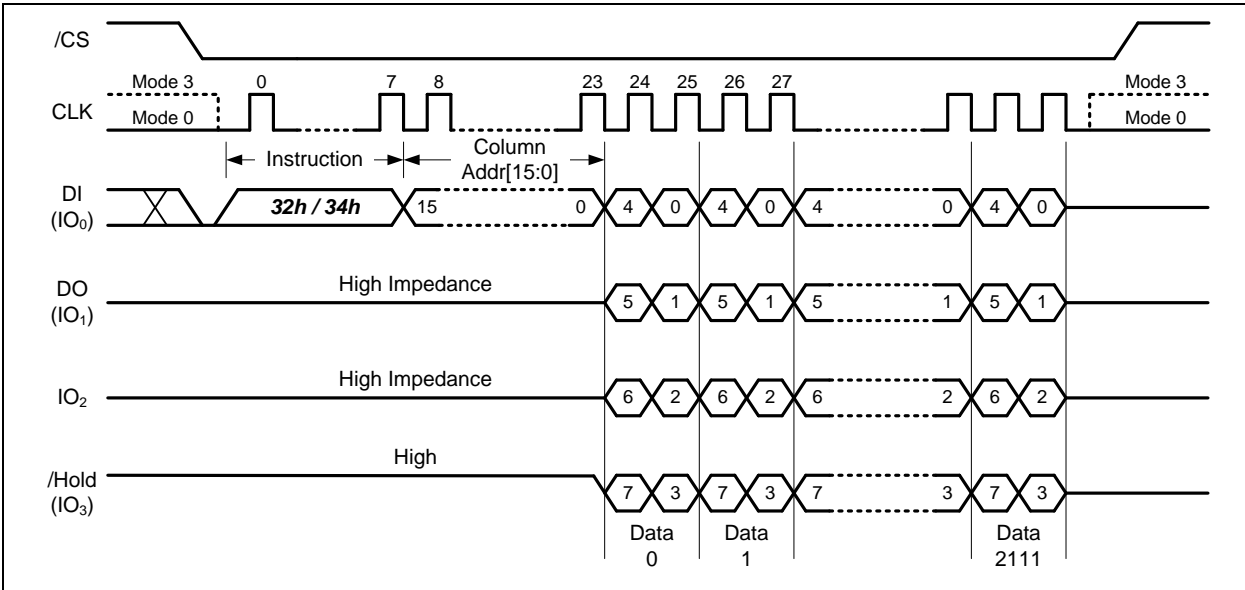 /CS
Mode 3 0 7 8 23 24 25 26 27 Mode 3
CLK
Mode 0 Mode 0
Instruction Column
Addr[15:0]
DI
(IO₀)
32h / 34h 15 0 4 0 4 0 4 0 4 0
High Impedance
DO
(IO₁)
5 1 5 1 5 1 5 1
High Impedance
IO₂ 6 2 6 2 6 2 6 2
High
/Hold
(IO₃)
7 3 7 3 7 3 7 3
Data Data Data
0 1 2111